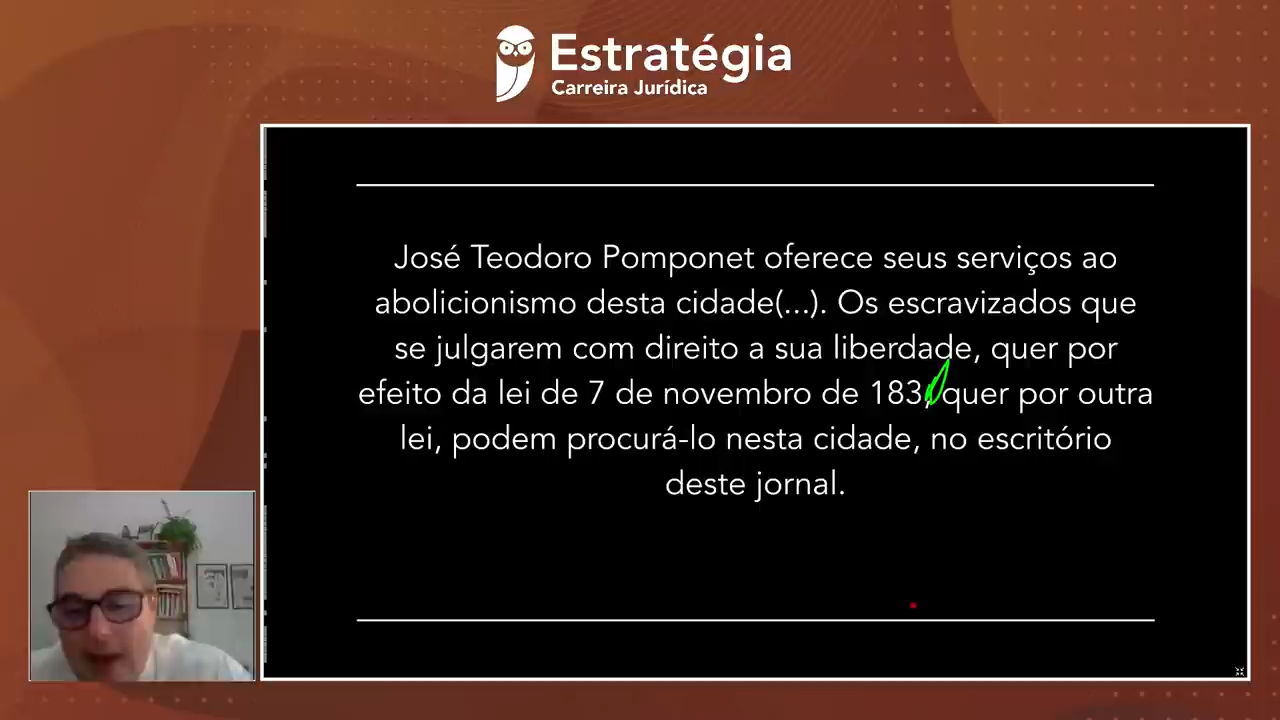 Estratégia
Carreira Jurídica
José Teodoro Pomponet oferece seus serviços ao
abolicionismo desta cidade(...). Os escravizados que
se julgarem com direito a sua liberdade, quer por
efeito da lei de 7 de novembro de 183, quer por outra
lei, podem procurá-lo nesta cidade, no escritório
deste jornal.